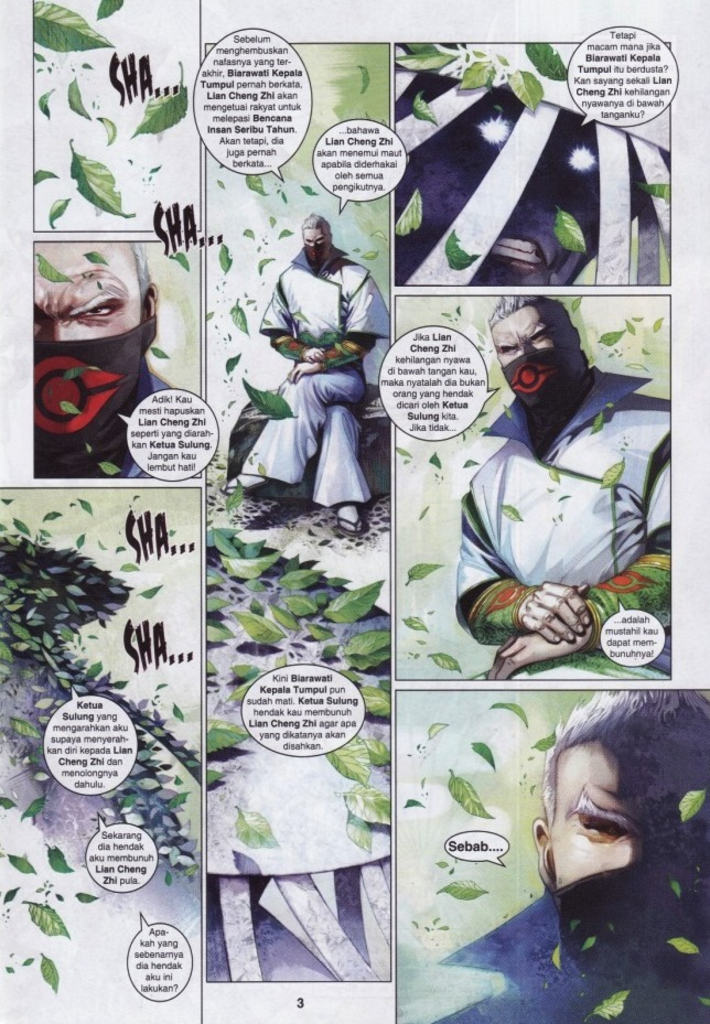 SHA...
SHA...
Adik! Kau
mesti hapuskan
Lian Cheng Zhi
seperti yang diarah-
kan Ketua Sulung.
Jangan kau
lembut hati!
SHA...
SHA...
Ketua
Sulung yang
mengarahkan aku
supaya menyerah-
kan diri kepada Lian
Cheng Zhi dan
menolongnya
dahulu.
Sekarang
dia hendak
aku membunuh
Lian Cheng
Zhi pula.
Apa-
kah yang
sebenarnya
dia hendak
aku ini
lakukan?
Sebelum
menghembuskan
nafasnya yang ter-
akhir, Biarawati Kepala
Tumpul pernah berkata,
Lian Cheng Zhi akan
mengetuai rakyat untuk
melepasi Bencana
Insan Seribu Tahun.
Akan tetapi, dia
juga pernah
berkata...
...bahawa
Lian Cheng Zhi
akan menemui maut
apabila diderhakai
oleh semua
pengikutnya.
Kini Biarawati
Kepala Tumpul pun
sudah mati. Ketua Sulung
hendak kau membunuh
Lian Cheng Zhi agar apa
yang dikatanya akan
disahkan.
Tetapi
macam mana jika
Biarawati Kepala
Tumpul itu berdusta?
Kan sayang sekali Lian
Cheng Zhi kehilangan
nyawanya di bawah
tanganku?
Jika Lian
Cheng Zhi
kehilangan nyawa
di bawah tangan kau,
maka nyatalah dia bukan
orang yang hendak
dicari oleh Ketua
Sulung kita.
Jika tidak...
...adalah
mustahil kau
dapat mem-
bunuhnya!
Sebab....
3